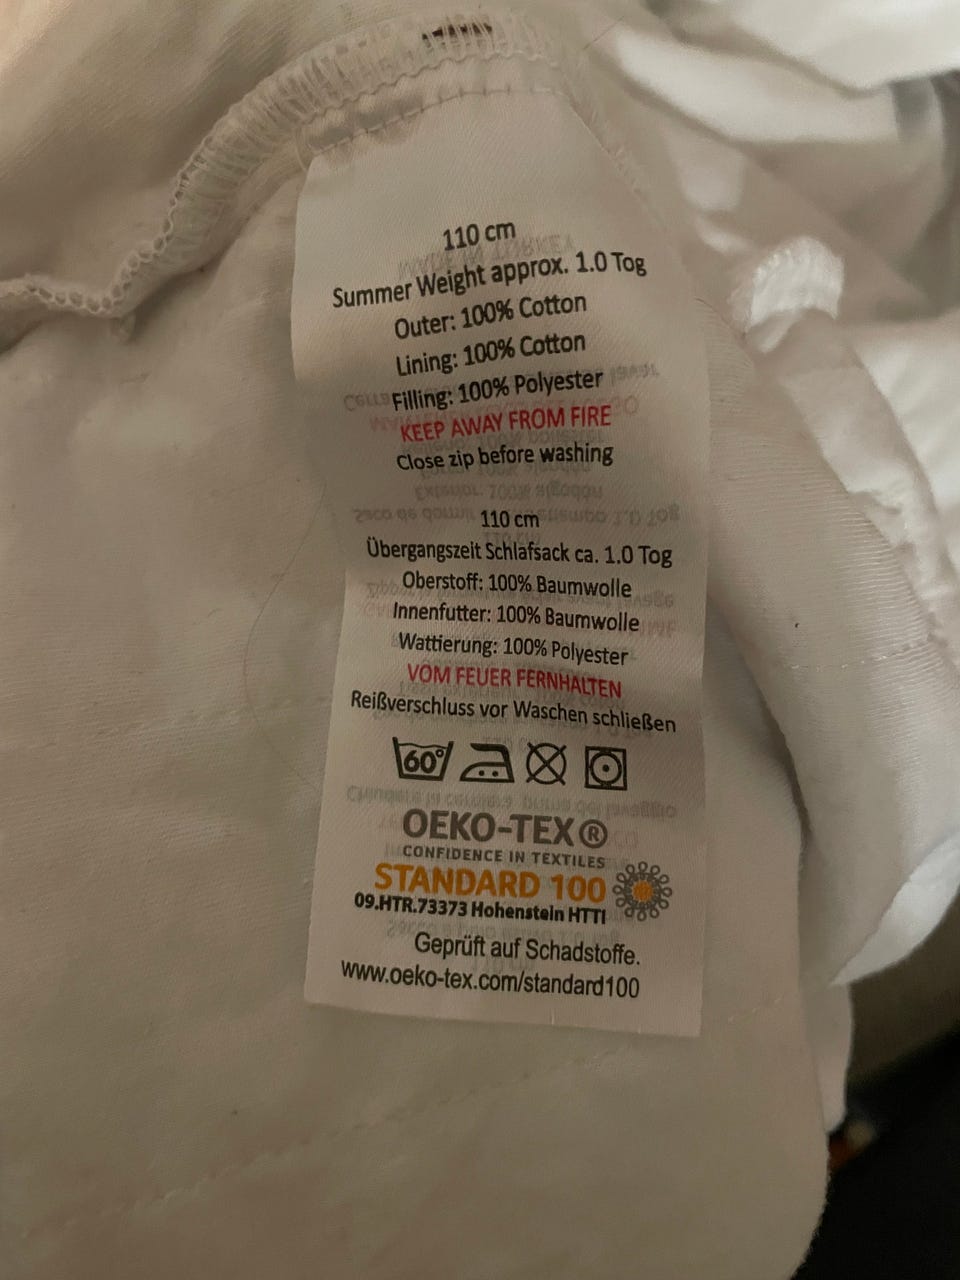 110 cm
Summer Weight approx. 1.0 Tog
Outer: 100% Cotton
Lining: 100% Cotton
Filling: 100% Polyester
KEEP AWAY FROM FIRE
Close zip before washing
110 cm
Übergangszeit Schlafsack ca. 1.0 Tog
Oberstoff: 100% Baumwolle
Innenfutter: 100% Baumwolle
Wattierung: 100% Polyester
VOM FEUER FERNHALTEN
Reißverschluss vor Waschen schließen
60°
OEKO-TEX®
CONFIDENCE IN TEXTILES
STANDARD 100
09.HTR.73373 Hohenstein HTTI
Geprüft auf Schadstoffe.
www.oeko-tex.com/standard100